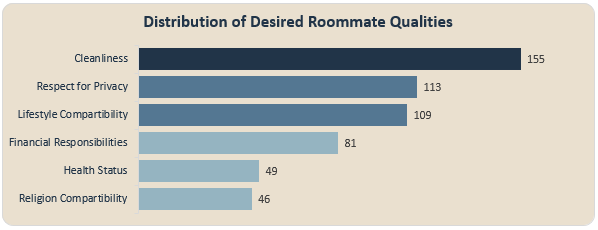 Distribution of Desired Roommate Qualities
Cleanliness 155
Respect for Privacy 113
Lifestyle Compartibility 109
Financial Responsibilities 81
Health Status 49
Religion Compartibility 46